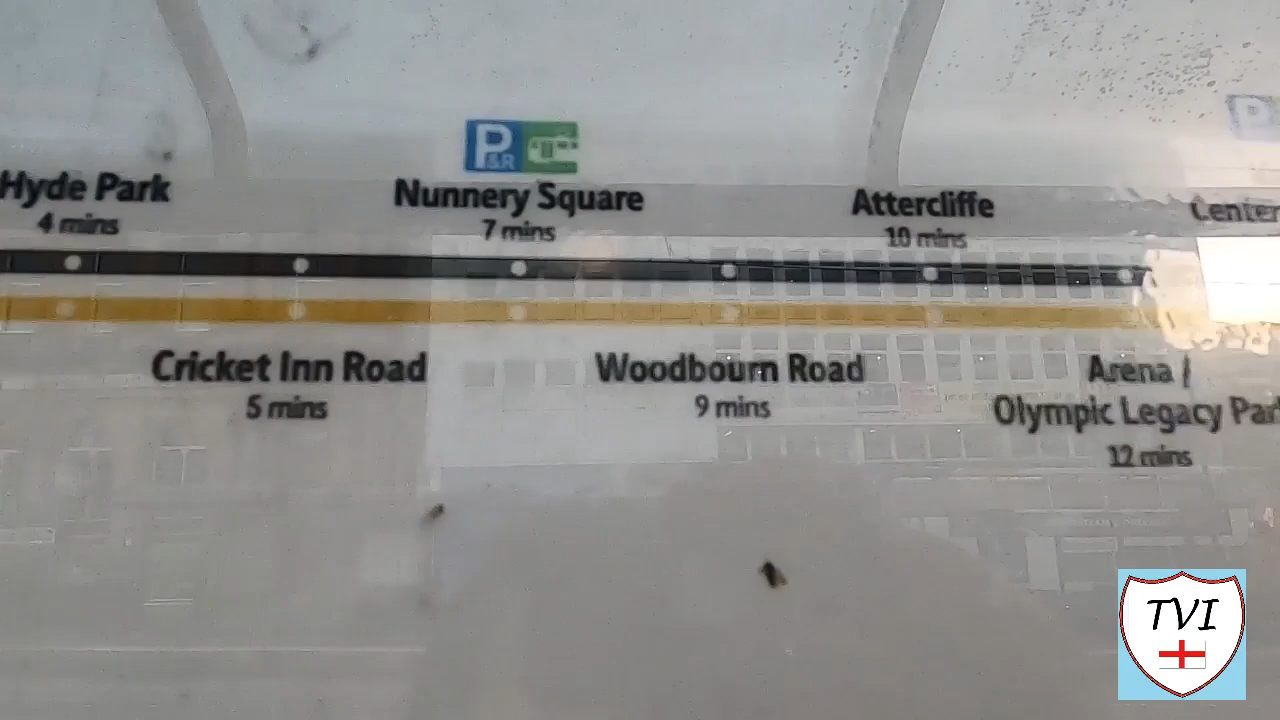 P&R
Hyde Park
4 mins
Nunnery Square
7 mins
Attercliffe
10 mins
P
Cricket Inn Road
5 mins
Woodbourn Road
9 mins
Arena /
Olympic Legacy
12 mins
TVI